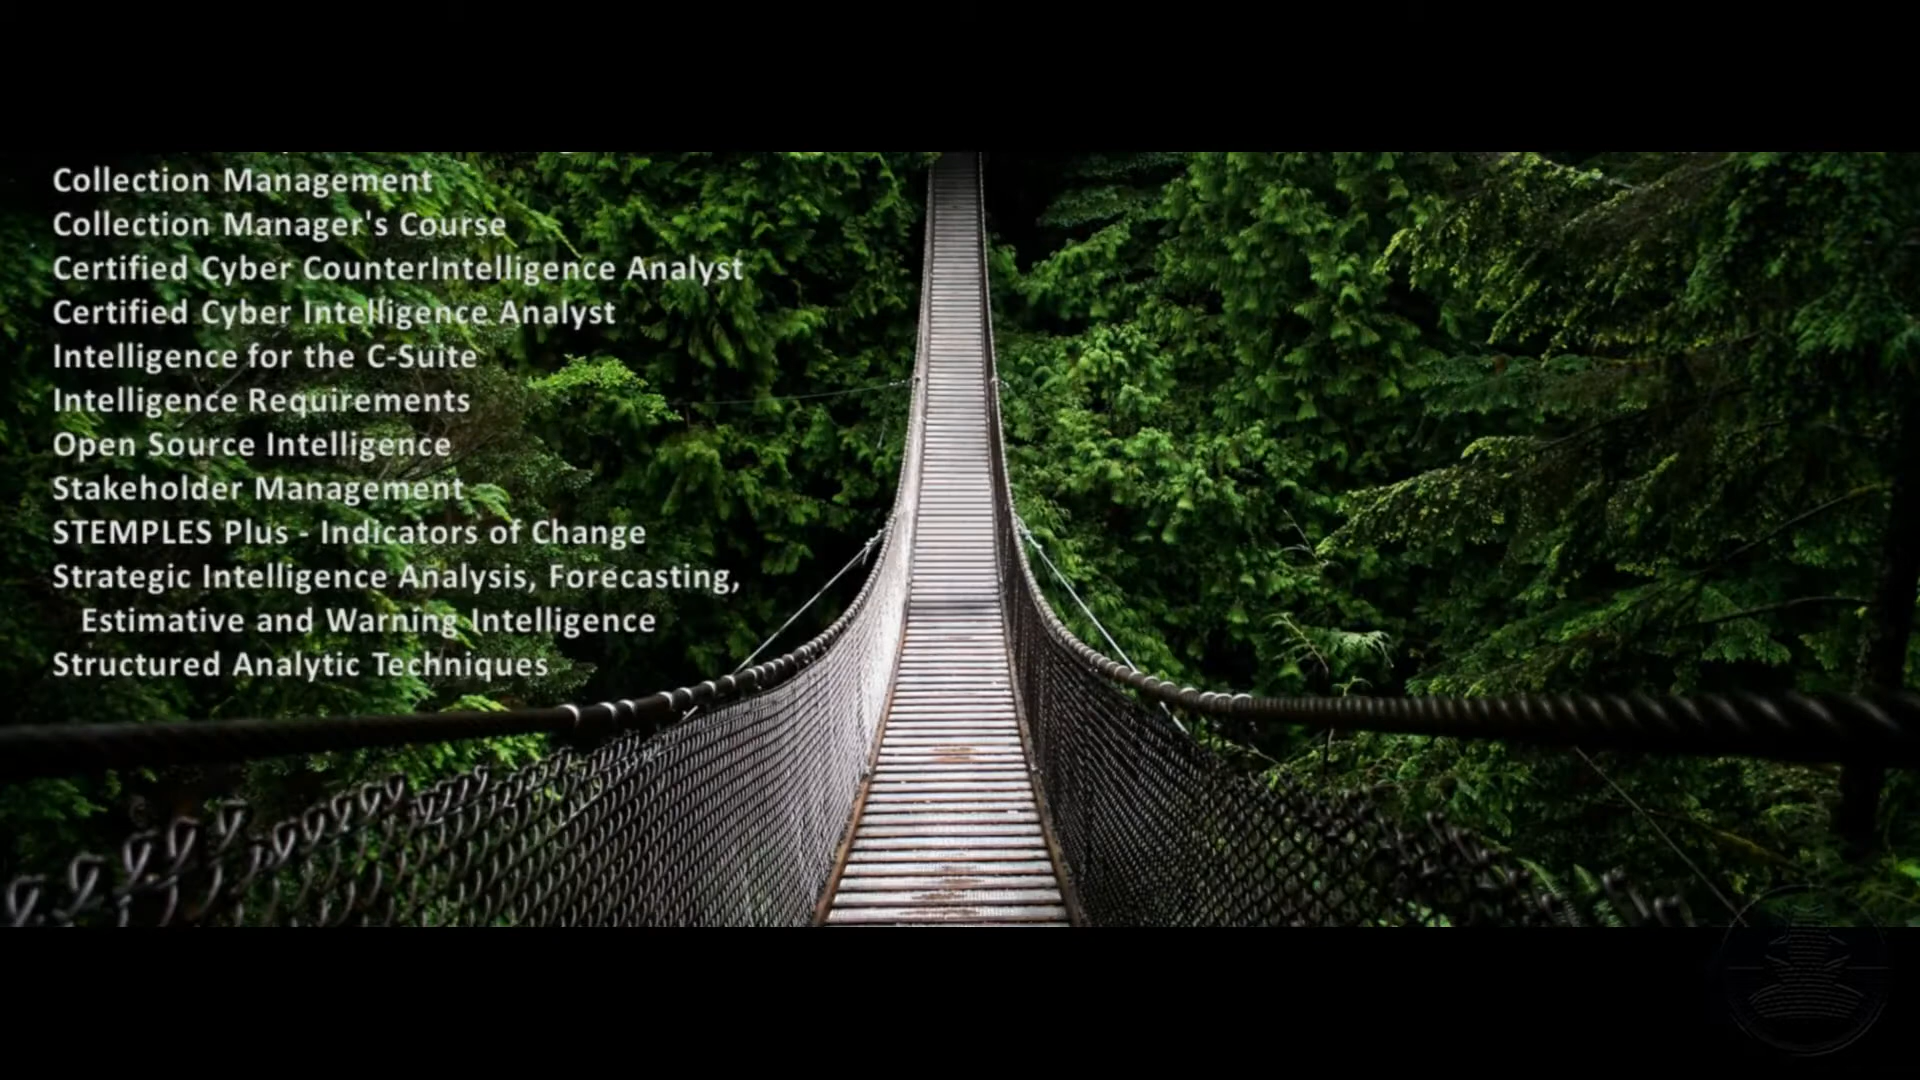 Collection Management
Collection Manager's Course
Certified Cyber CounterIntelligence Analyst
Certified Cyber Intelligence Analyst
Intelligence for the C-Suite
Intelligence Requirements
Open Source Intelligence
Stakeholder Management
STEMPLES Plus - Indicators of Change
Strategic Intelligence Analysis, Forecasting,
Estimative and Warning Intelligence
Structured Analytic Techniques